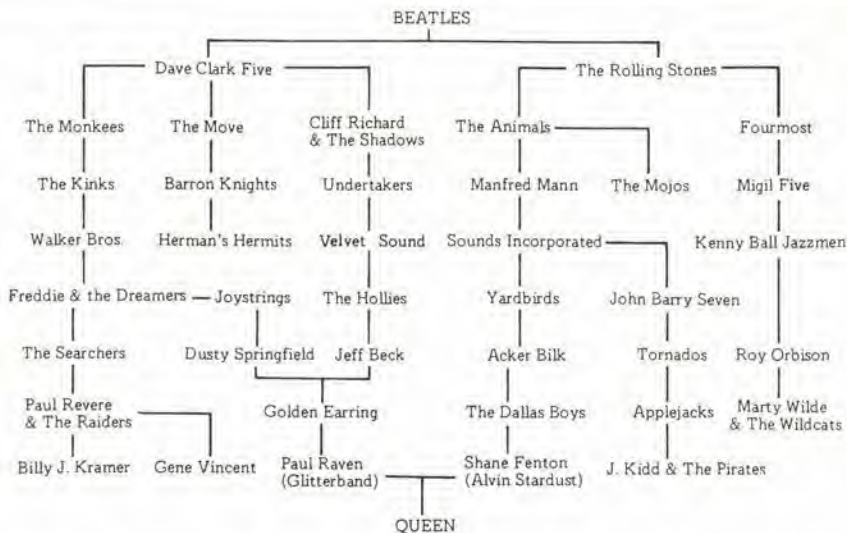 BEATLES
Dave Clark Five
The Rolling Stones
The Monkees
The Move
Cliff Richard
& The Shadows
The Animals
Fourmost
The Kinks
Barron Knights
Undertakers
Manfred Mann
The Mojos
Migil Five
Walker Bros.
Herman's Hermits
Velvet Sound
Sounds Incorporated
Kenny Ball Jazzmen
Freddie & the Dreamers
Joystrings
The Hollies
Yardbirds
John Barry Seven
The Searchers
Dusty Springfield
Jeff Beck
Acker Bilk
Tornados
Roy Orbison
Paul Revere
& The Raiders
Golden Earring
The Dallas Boys
Applejacks
Marty Wilde
& The Wildcats
Billy J. Kramer
Gene Vincent
Paul Raven
(Glitterband)
Shane Fenton
(Alvin Stardust)
J. Kidd & The Pirates
QUEEN